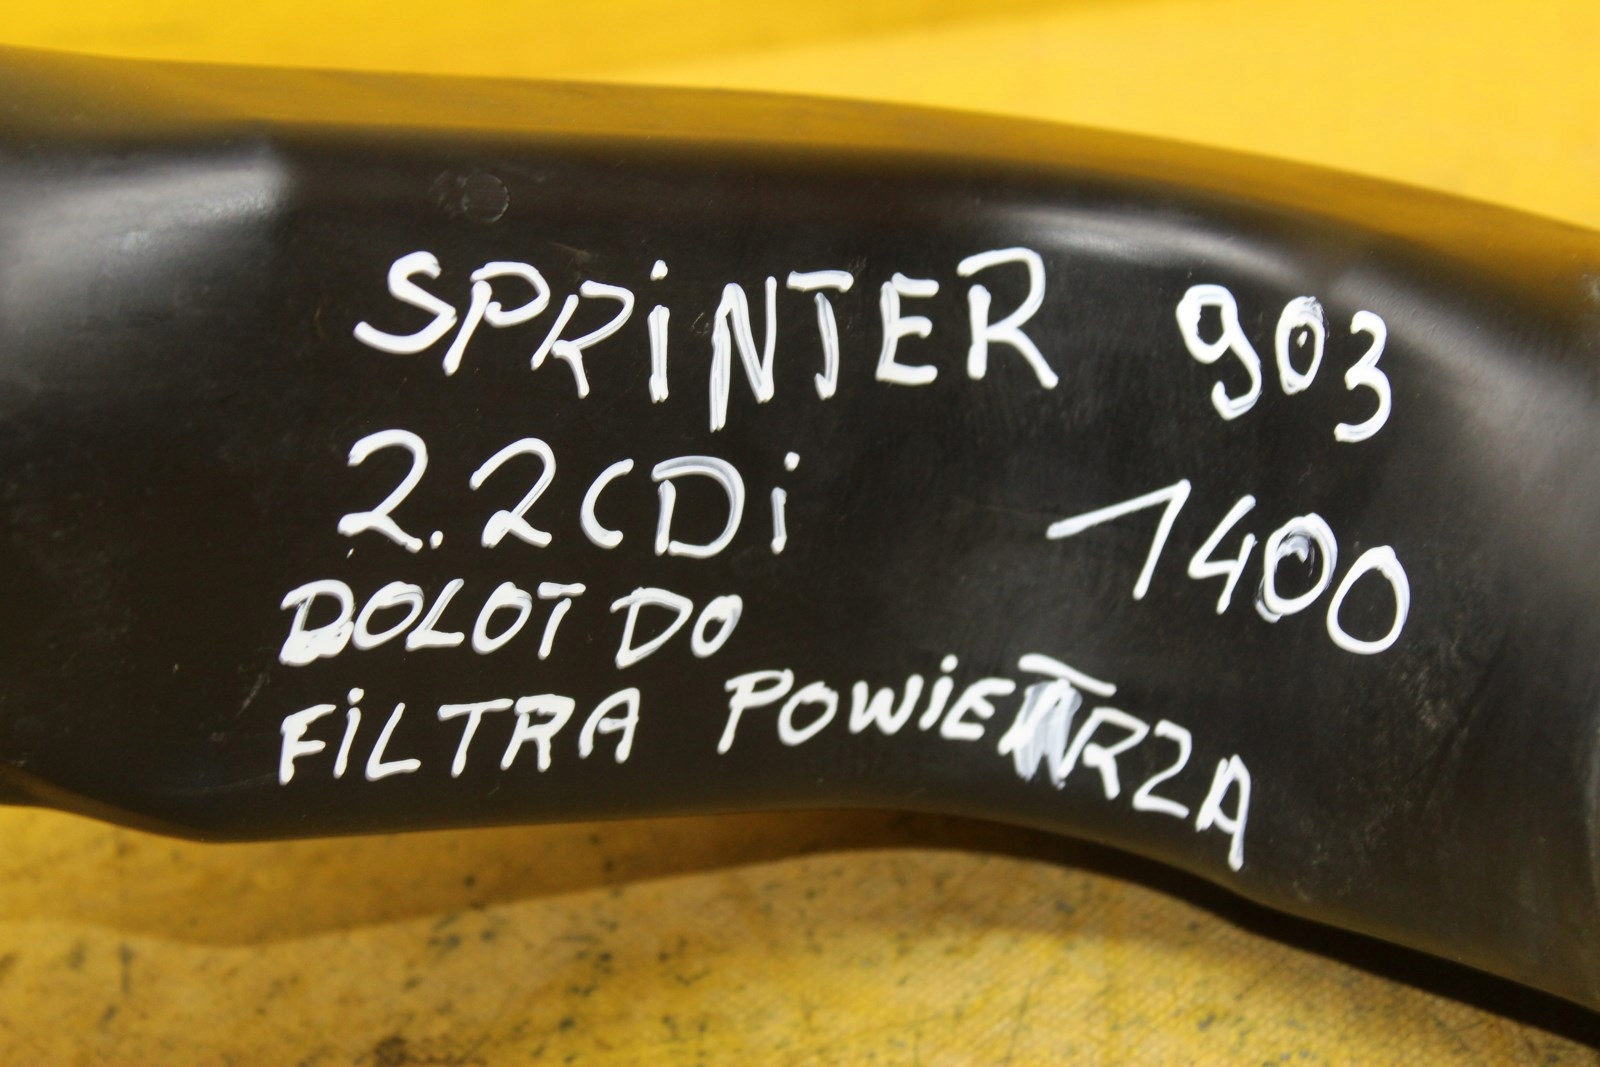 SPRiNTER 903
2.2CDi 1400
DOLOT DO
FiLTRA POWiETRZA